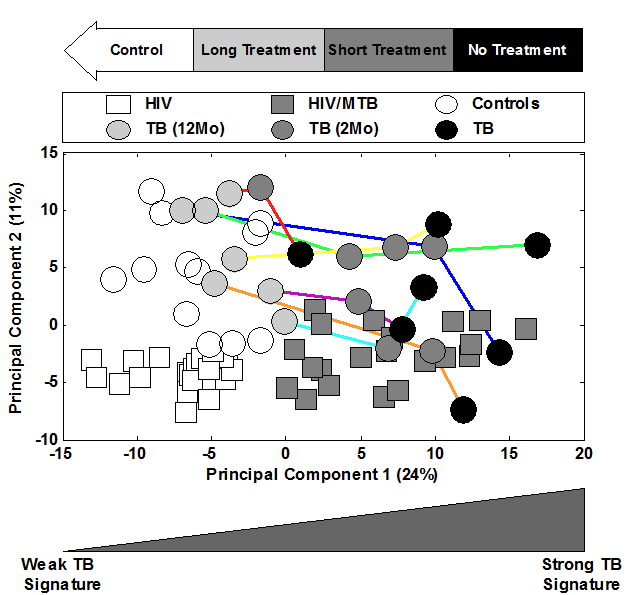 Control Long Treatment Short Treatment No Treatment
HIV HIV/MTB Controls
TB (12Mo) TB (2Mo) TB
15
10
5
0
-5
-10
Principal Component 2 (11%)
-15 -10 -5 0 5 10 15 20
Principal Component 1 (24%)
Weak TB Strong TB
Signature Signature